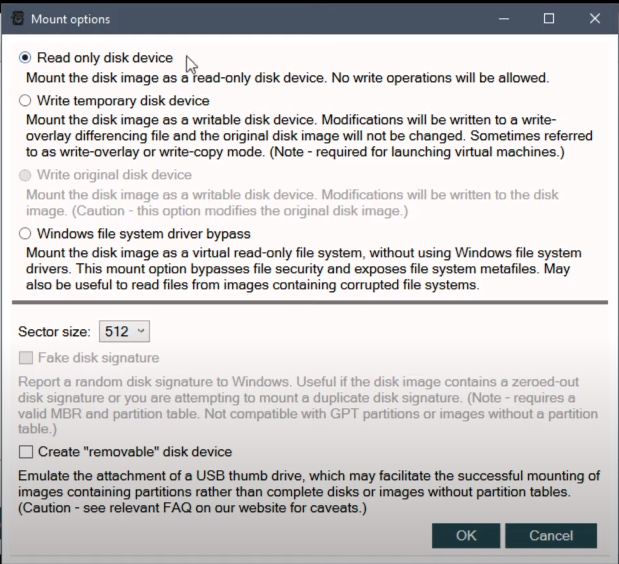 Mount options
Read only disk device
Mount the disk image as a read-only disk device. No write operations will be allowed.
Write temporary disk device
Mount the disk image as a writable disk device. Modifications will be written to a write-
overlay differencing file and the original disk image will not be changed. Sometimes referred
to as write-overlay or write-copy mode. (Note - required for launching virtual machines.)
Write original disk device
Mount the disk image as a writable disk device. Modifications will be written to the disk
image. (Caution - this option modifies the original disk image.)
Windows file system driver bypass
Mount the disk image as a virtual read-only file system, without using Windows file system
drivers. This mount option bypasses file security and exposes file system metafiles. May
also be useful to read files from images containing corrupted file systems.
Sector size: 512
Fake disk signature
Report a random disk signature to Windows. Useful if the disk image contains a zeroed-out
disk signature or you are attempting to mount a duplicate disk signature. (Note - requires a
valid MBR and partition table. Not compatible with GPT partitions or images without a partition
table.)
Create "removable" disk device
Emulate the attachment of a USB thumb drive, which may facilitate the successful mounting of
images containing partitions rather than complete disks or images without partition tables.
(Caution - see relevant FAQ on our website for caveats.)
OK Cancel